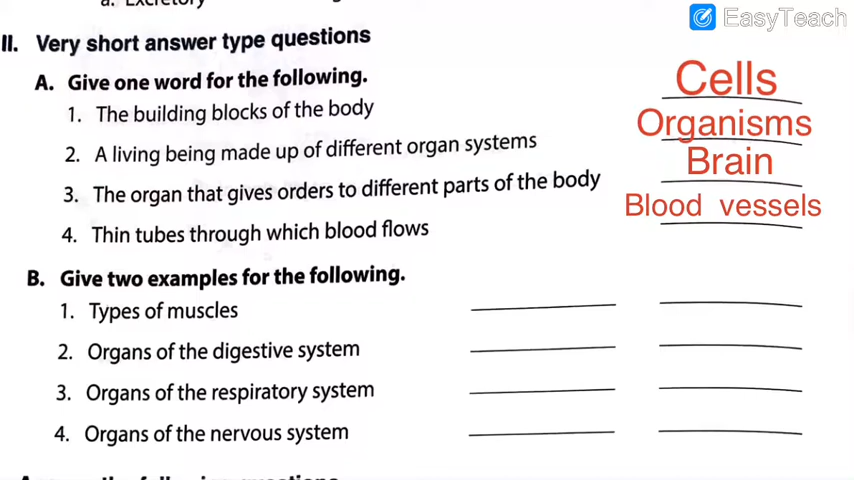 a. Excretory
EasyTeach
II. Very short answer type questions
A. Give one word for the following.
1. The building blocks of the body Cells
2. A living being made up of different organ systems Organisms
3. The organ that gives orders to different parts of the body Brain
4. Thin tubes through which blood flows Blood vessels
B. Give two examples for the following.
1. Types of muscles
2. Organs of the digestive system
3. Organs of the respiratory system
4. Organs of the nervous system